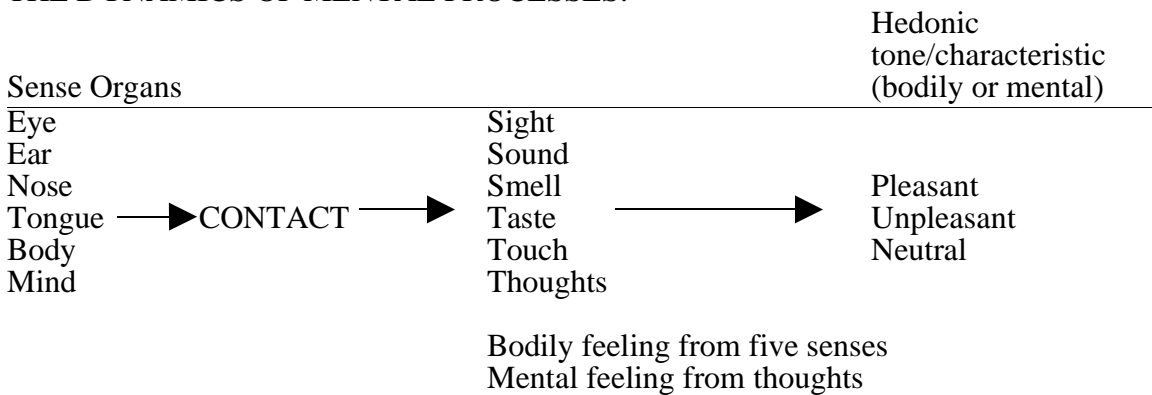 THE DYNAMICS OF MENTAL PROCESSES:
Hedonic
tone/characteristic
Sense Organs (bodily or mental)
Eye Sight
Ear Sound
Nose Smell Pleasant
Tongue CONTACT Taste Unpleasant
Body Touch Neutral
Mind Thoughts
Bodily feeling from five senses
Mental feeling from thoughts